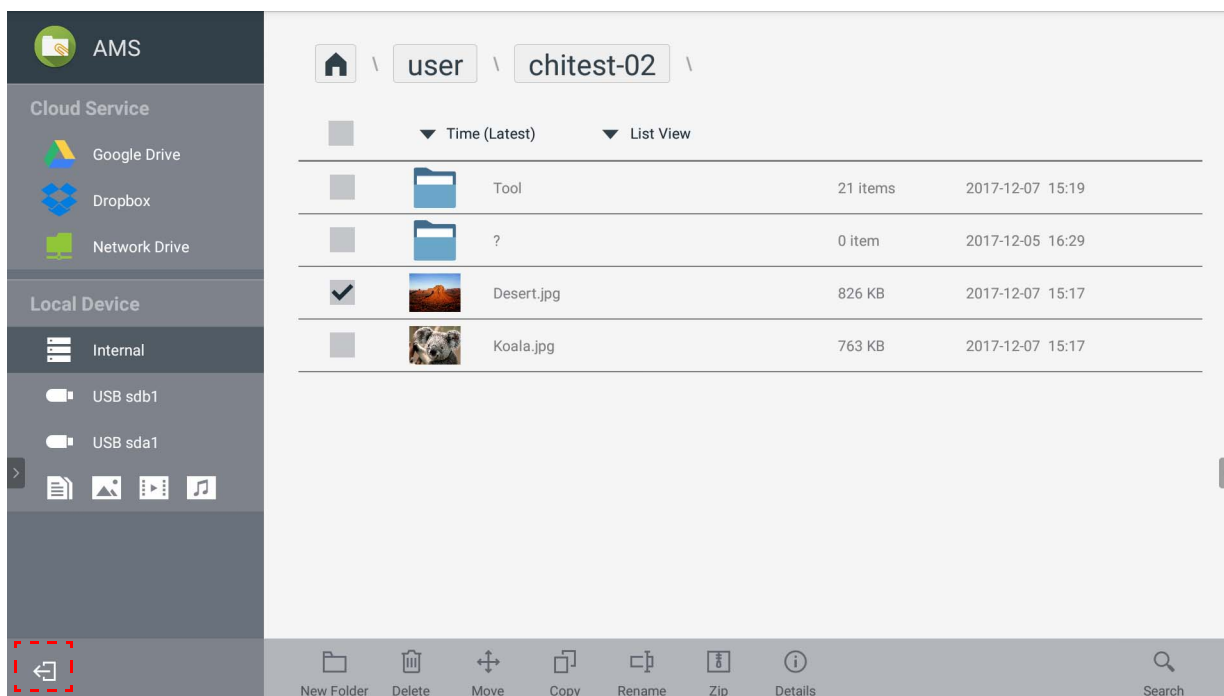 AMS
Cloud Service
Google Drive
Dropbox
Network Drive
Local Device
Internal
USB sdb1
USB sda1
\ user \ chitest-02 \
Time (Latest) List View
Tool 21 items 2017-12-07 15:19
? 0 item 2017-12-05 16:29
Desert.jpg 826 KB 2017-12-07 15:17
Koala.jpg 763 KB 2017-12-07 15:17
New Folder Delete Move Copy Rename Zip Details Search